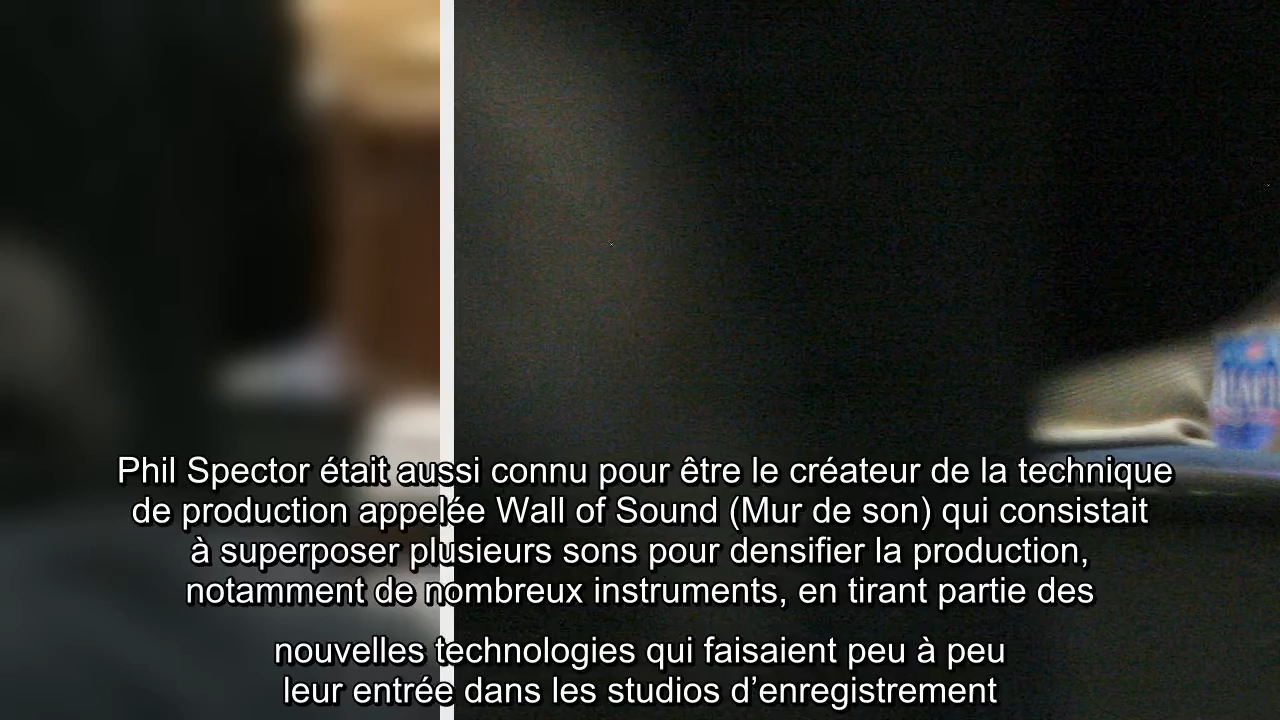 Phil Spector était aussi connu pour être le créateur de la technique
de production appelée Wall of Sound (Mur de son) qui consistait
à superposer plusieurs sons pour densifier la production,
notamment de nombreux instruments, en tirant partie des
nouvelles technologies qui faisaient peu à peu
leur entrée dans les studios d’enregistrement